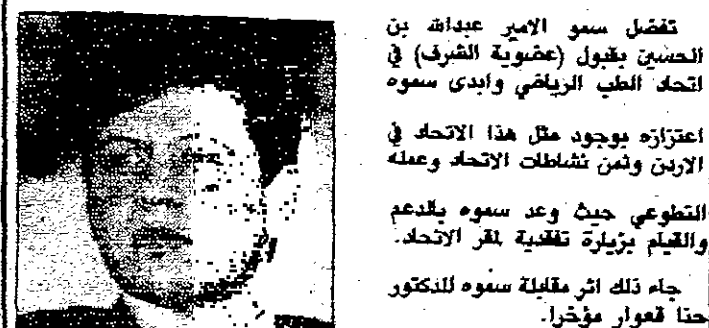 تفضل سمو الامير عبدالله بن
الحسين بقبول (عضوية الشرف) في
اتحاد الطب الرياضي وابدى سموه
اعتزازه بوجود مثل هذا الاتحاد في
الاردن وثمن نشاطات الاتحاد وعمله
التطوعي حيث وعد سموه بالدعم
والقيام بزيارة تفقدية لمقر الاتحاد.
جاء ذلك اثر مقابلة سموه للدكتور
حنا قعوار مؤخرا.